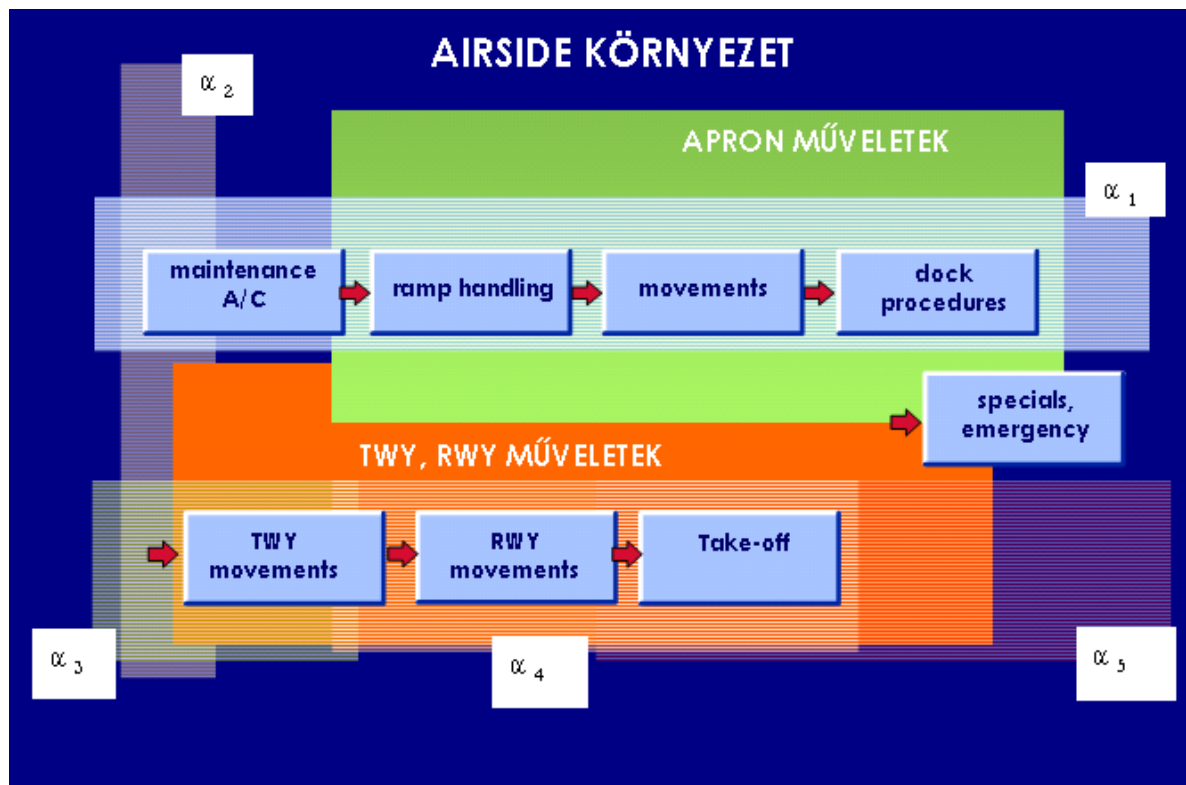 AIRSIDE KÖRNYEZET
α 2
APRON MŰVELETEK
α 1
maintenance
A/C
ramp handling
movements
dock
procedures
specials,
emergency
TWY, RWY MŰVELETEK
TWY
movements
RWY
movements
Take-off
α 3
α 4
α 5